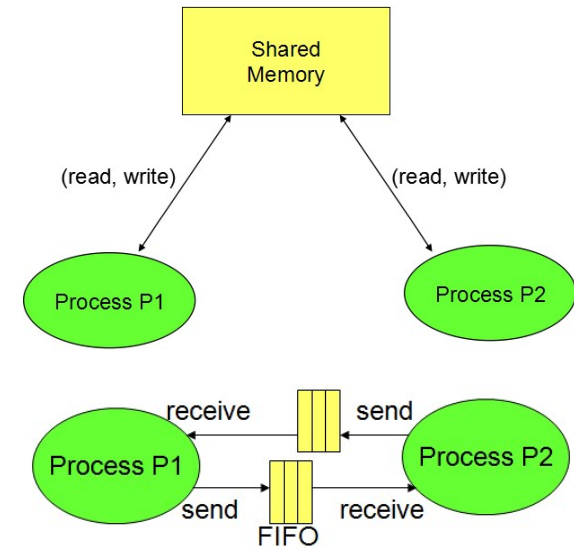 Shared
Memory
(read, write)
(read, write)
Process P1
Process P2
receive
send
Process P1
Process P2
send
receive
FIFO